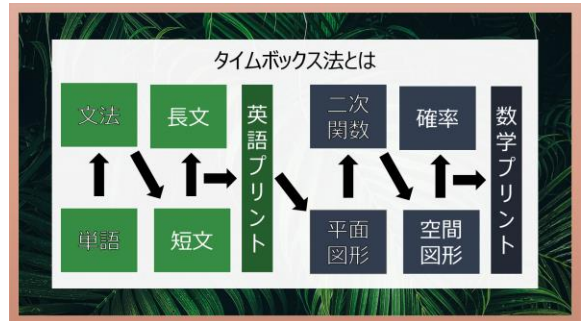 タイムボックス法とは
文法
長文
英語プリント
単語
短文
二次
関数
確率
数学プリント
平面
図形
空間
図形